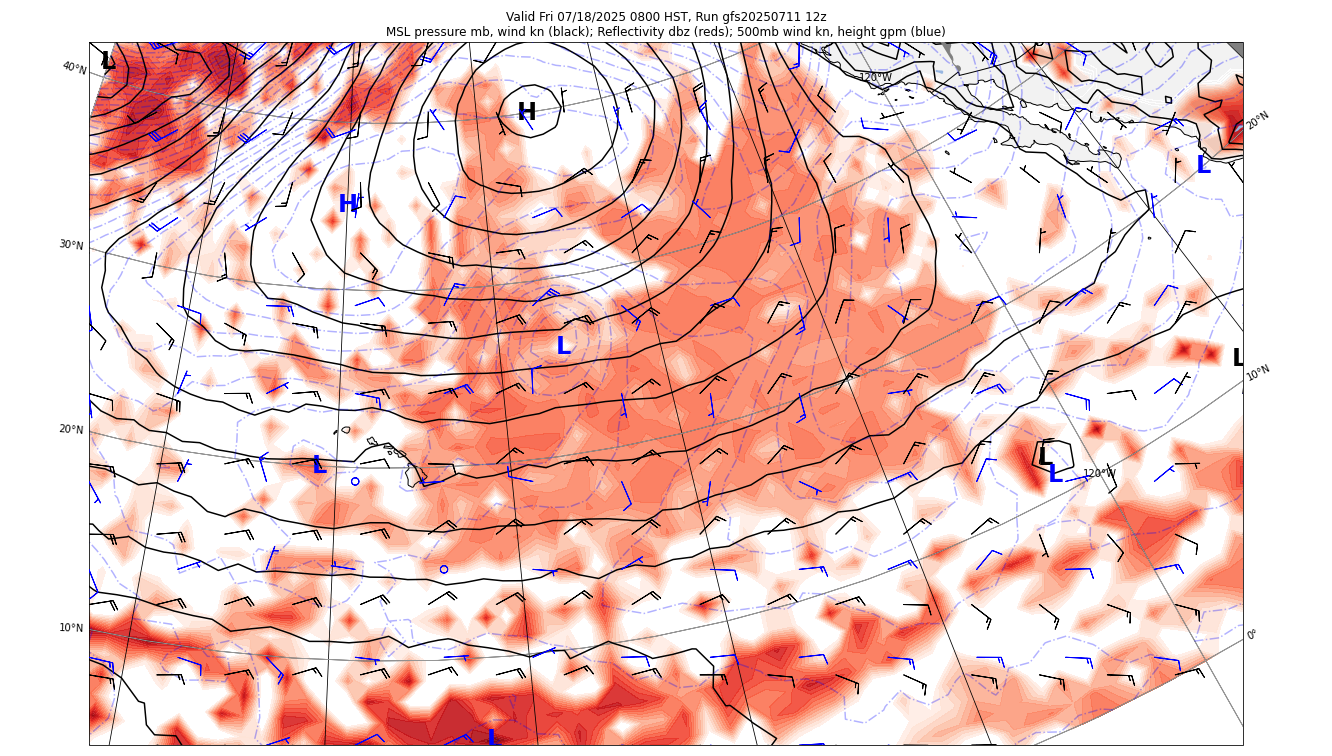 Valid Fri 07/18/2025 0800 HST, Run gfs20250711 12z
MSL pressure mb, wind kn (black); Reflectivity dbz (reds); 500mb wind kn, height gpm (blue)
L
40°N
120°W
H
20°N
L
H
30°N
L
L
10°N
20°N
L
L
L
120°W
10°N
0°
L